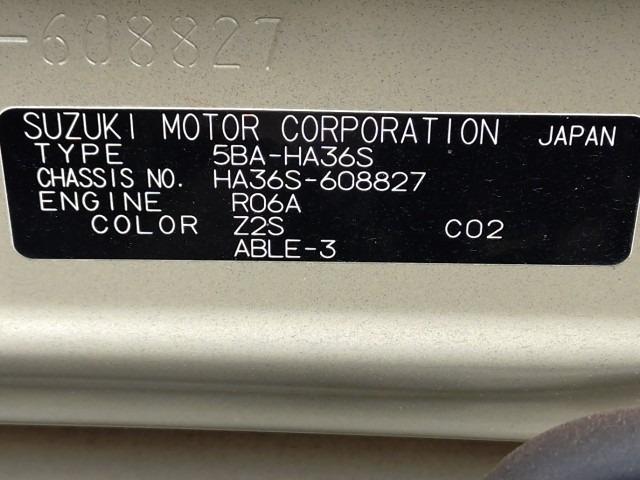 -608827
SUZUKI MOTOR CORPORATION JAPAN
TYPE 5BA-HA36S
CHASSIS NO. HA36S-608827
ENGINE R06A
COLOR Z2S C02
ABLE-3